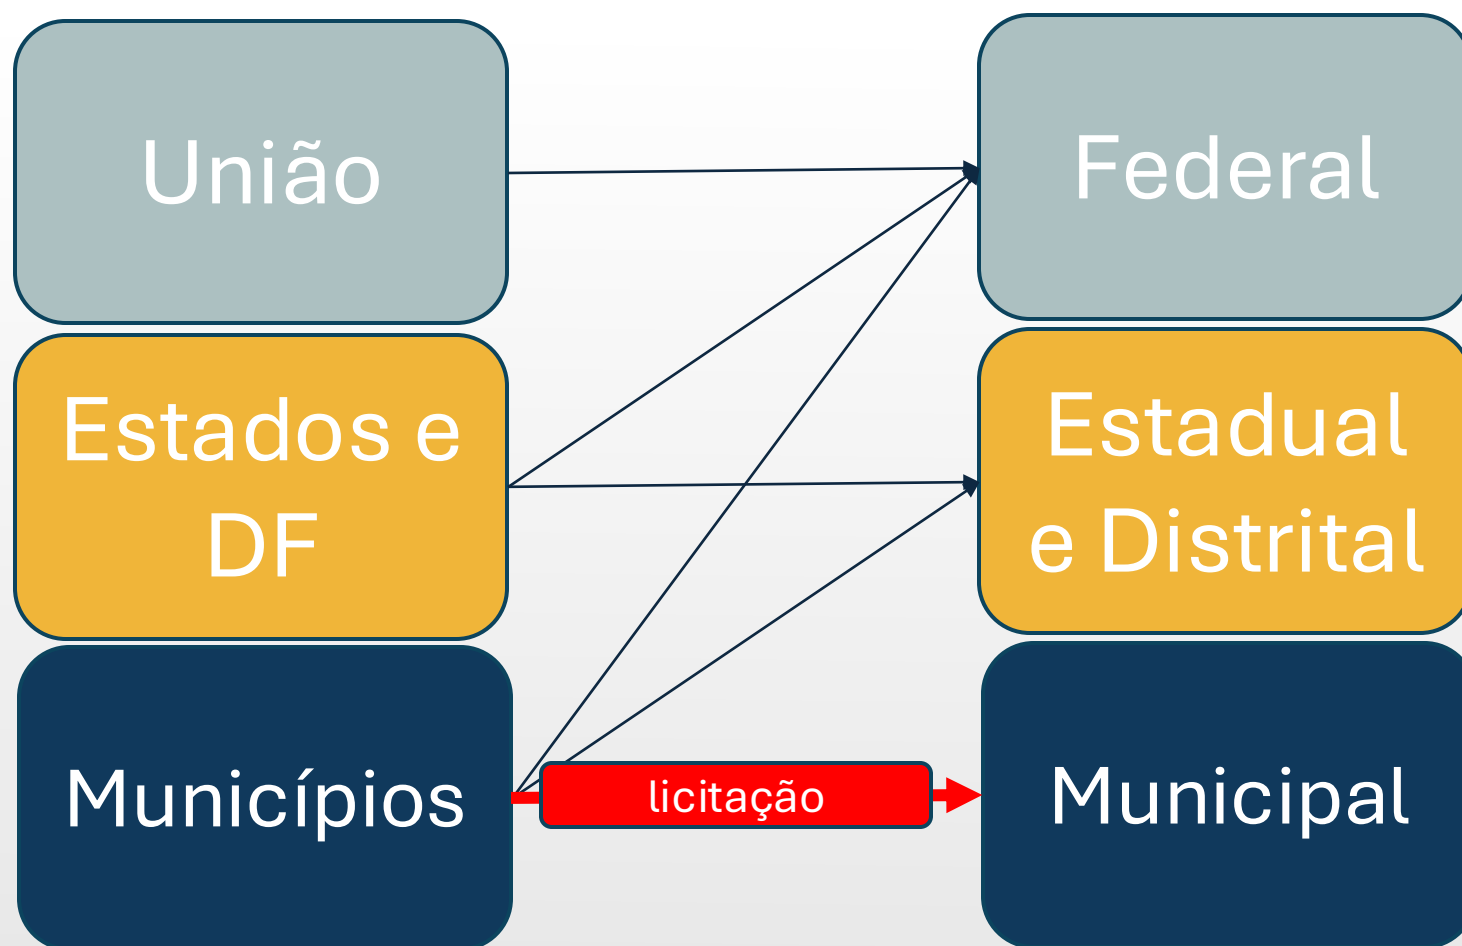 União
Federal
Estados e
DF
Estadual
e Distrital
Municípios
licitação
Municipal